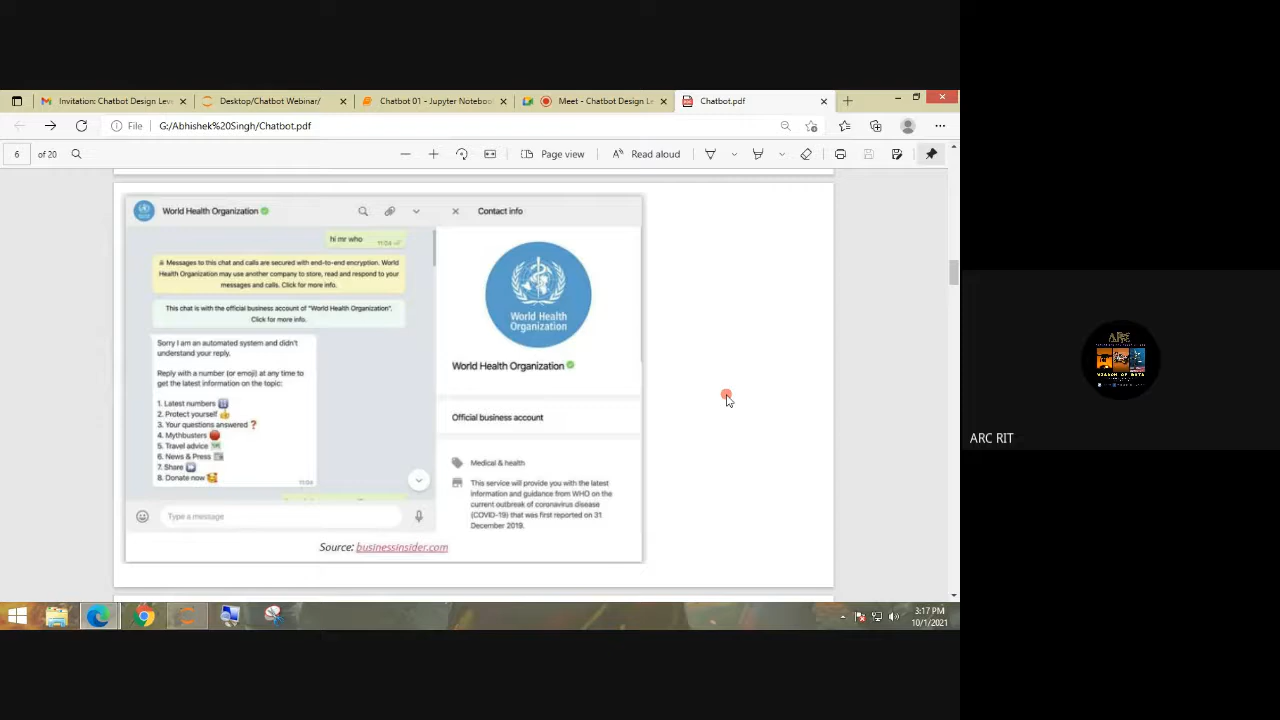 Invitation: Chatbot Design Leve
Desktop/Chatbot Webinar/
Chatbot 01 - Jupyter Noteboo
Meet - Chatbot Design Le
Chatbot.pdf
File
G:/Abhishek%20Singh/Chatbot.pdf
6
of 20
Page view
Read aloud
World Health Organization
Contact info
hi mr who
11:04
Messages to this chat and calls are secured with end-to-end encryption. World
Health Organization may use another company to store, read and respond to your
messages and calls. Click for more info.
This chat is with the official business account of "World Health Organization".
Click for more info.
Sorry I am an automated system and didn't
understand your reply.
Reply with a number (or emoji) at any time to
get the latest information on the topic:
1. Latest numbers
2. Protect yourself
3. Your questions answered ❓
4. Mythbusters
5. Travel advice
6. News & Press
7. Share
8. Donate now
11:04
Type a message
World Health
Organization
World Health Organization
Official business account
Medical & health
This service will provide you with the latest
information and guidance from WHO on the
current outbreak of coronavirus disease
(COVID-19) that was first reported on 31
December 2019.
Source: businessinsider.com
3:17 PM
10/1/2021
ARC
WISDOM OF DATA
ARC RIT